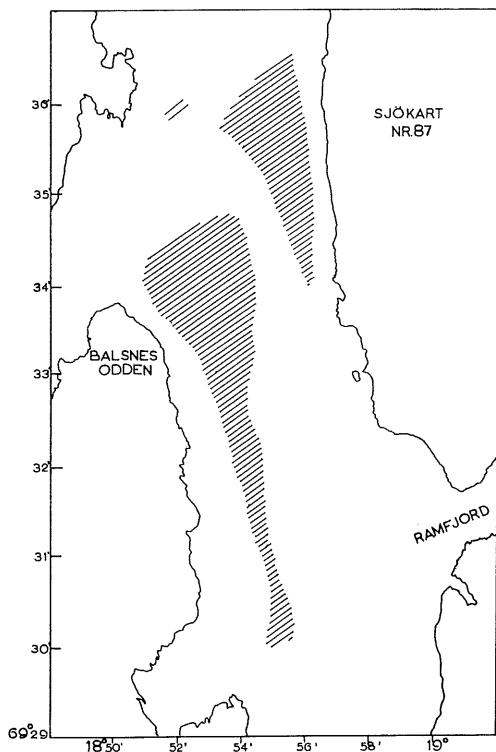 36'
SJÖKART
NR.87
35'
34'
BALSNES
ODDEN
33'
32'
RAMFJORD
31'
30'
69° 29
18° 50' 52' 54' 56' 58' 19°